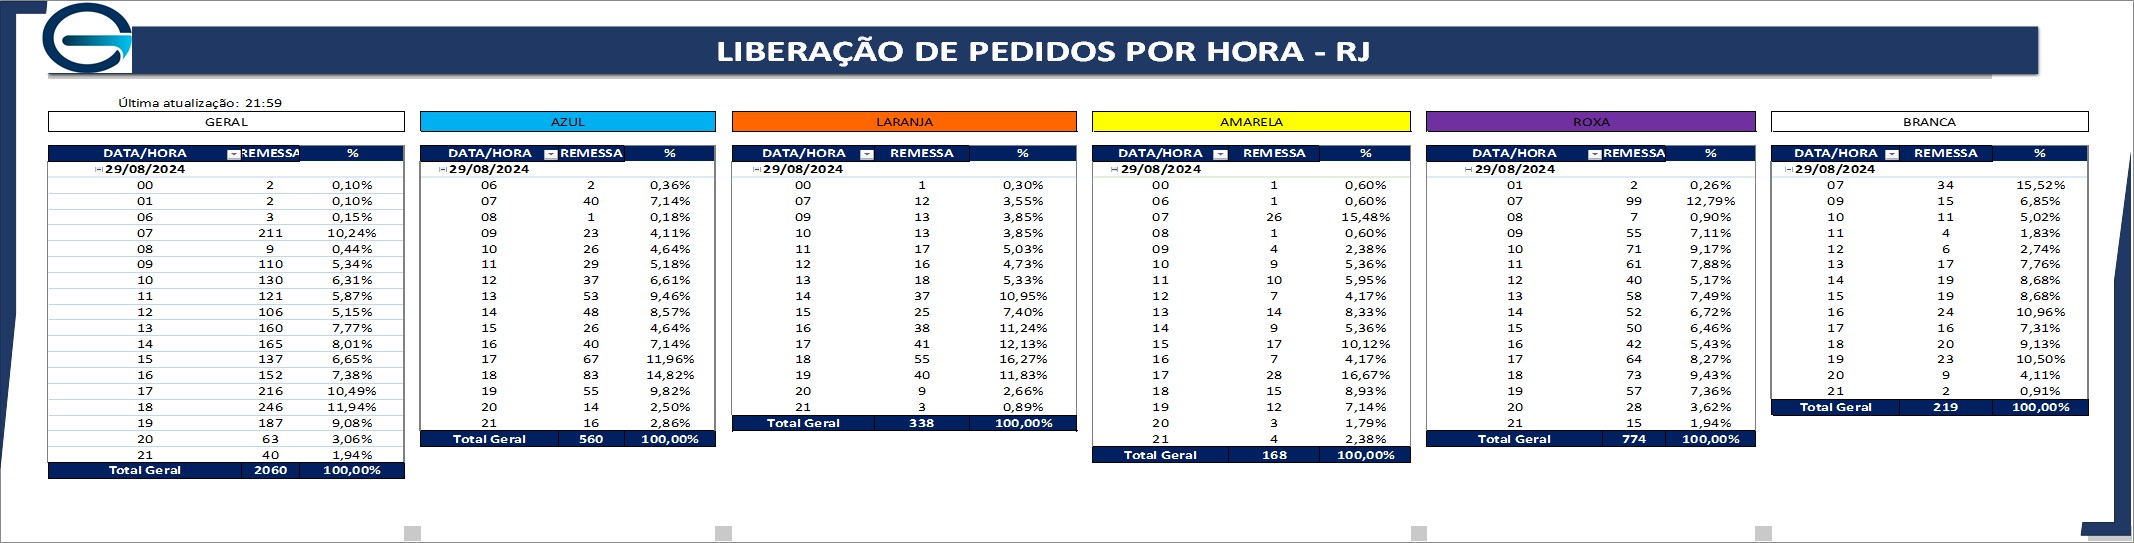 LIBERAÇÃO DE PEDIDOS POR HORA - RJ
Última atualização: 21:59
GERAL
DATA/HORA REMESSA %
29/08/2024
00 2 0,10%
01 2 0,10%
06 3 0,15%
07 211 10,24%
08 9 0,44%
09 110 5,34%
10 130 6,31%
11 121 5,87%
12 106 5,15%
13 160 7,77%
14 165 8,01%
15 137 6,65%
16 152 7,38%
17 216 10,49%
18 246 11,94%
19 187 9,08%
20 63 3,06%
21 40 1,94%
Total Geral 2060 100,00%
AZUL
DATA/HORA REMESSA %
29/08/2024
06 2 0,36%
07 40 7,14%
08 1 0,18%
09 23 4,11%
10 26 4,64%
11 29 5,18%
12 37 6,61%
13 53 9,46%
14 48 8,57%
15 26 4,64%
16 40 7,14%
17 67 11,96%
18 83 14,82%
19 55 9,82%
20 14 2,50%
21 16 2,86%
Total Geral 560 100,00%
LARANJA
DATA/HORA REMESSA %
29/08/2024
00 1 0,30%
07 12 3,55%
09 13 3,85%
10 13 3,85%
11 17 5,03%
12 16 4,73%
13 18 5,33%
14 37 10,95%
15 25 7,40%
16 38 11,24%
17 41 12,13%
18 55 16,27%
19 40 11,83%
20 9 2,66%
21 3 0,89%
Total Geral 338 100,00%
AMARELA
DATA/HORA REMESSA %
29/08/2024
00 1 0,60%
06 1 0,60%
07 26 15,48%
08 1 0,60%
09 4 2,38%
10 9 5,36%
11 10 5,95%
12 7 4,17%
13 14 8,33%
14 9 5,36%
15 17 10,12%
16 7 4,17%
17 28 16,67%
18 15 8,93%
19 12 7,14%
20 3 1,79%
21 4 2,38%
Total Geral 168 100,00%
ROXA
DATA/HORA REMESSA %
29/08/2024
01 2 0,26%
07 99 12,79%
08 7 0,90%
09 55 7,11%
10 71 9,17%
11 61 7,88%
12 40 5,17%
13 58 7,49%
14 52 6,72%
15 50 6,46%
16 42 5,43%
17 64 8,27%
18 73 9,43%
19 57 7,36%
20 28 3,62%
21 15 1,94%
Total Geral 774 100,00%
BRANCA
DATA/HORA REMESSA %
29/08/2024
07 34 15,52%
09 15 6,85%
10 11 5,02%
11 4 1,83%
12 6 2,74%
13 17 7,76%
14 19 8,68%
15 19 8,68%
16 24 10,96%
17 16 7,31%
18 20 9,13%
19 23 10,50%
20 9 4,11%
21 2 0,91%
Total Geral 219 100,00%